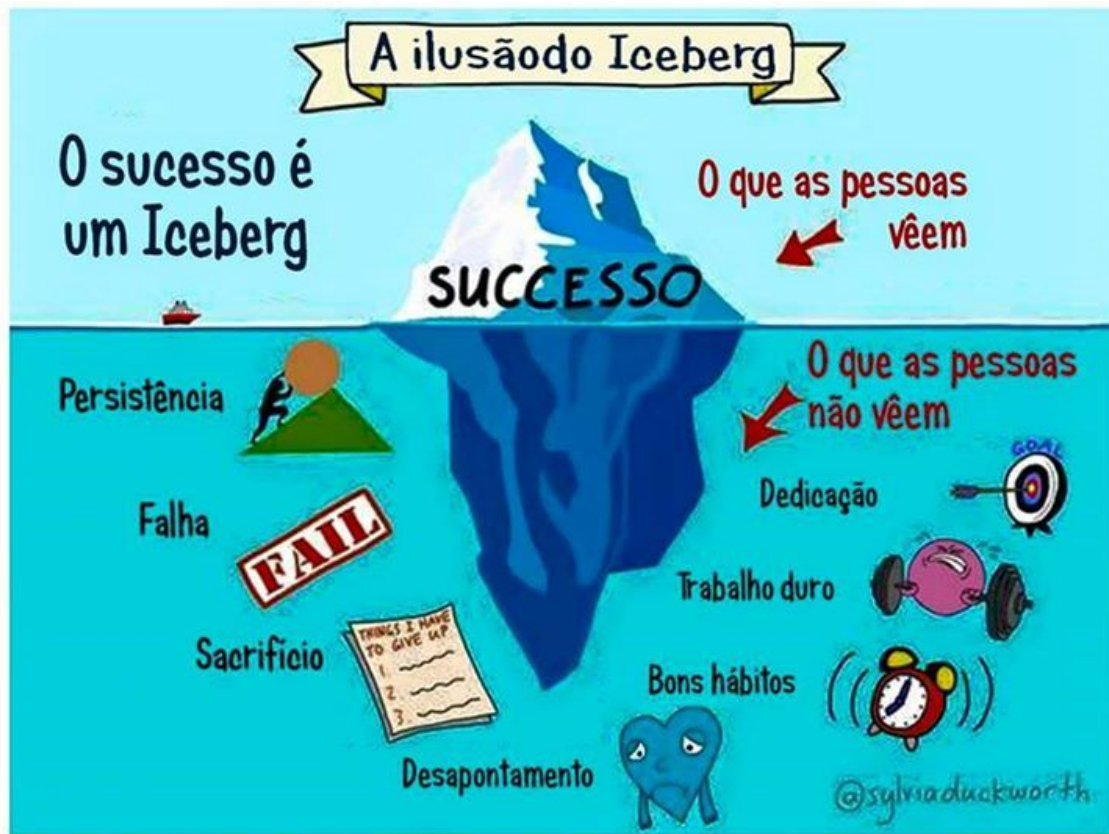 A ilusãodo Iceberg
O sucesso é
um Iceberg
O que as pessoas
vêem
SUCCESSO
O que as pessoas
não vêem
Persistência
GOAL
Dedicação
Falha
FAIL
Trabalho duro
Sacrifício
THINGS I HAVE
TO GIVE UP
1.
2.
3.
Bons hábitos
Desapontamento
@sylviaduckworth